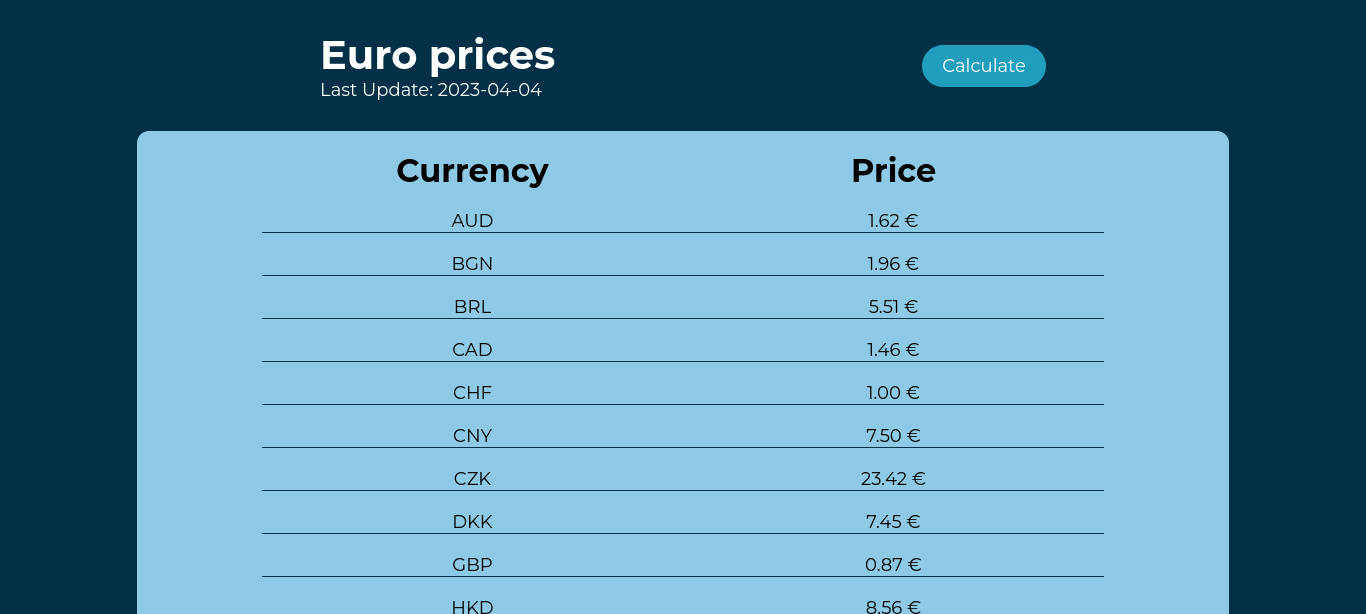 Euro prices
Calculate
Last Update: 2023-04-04
Currency Price
AUD 1.62 €
BGN 1.96 €
BRL 5.51 €
CAD 1.46 €
CHF 1.00 €
CNY 7.50 €
CZK 23.42 €
DKK 7.45 €
GBP 0.87 €
HKD 8.56 €